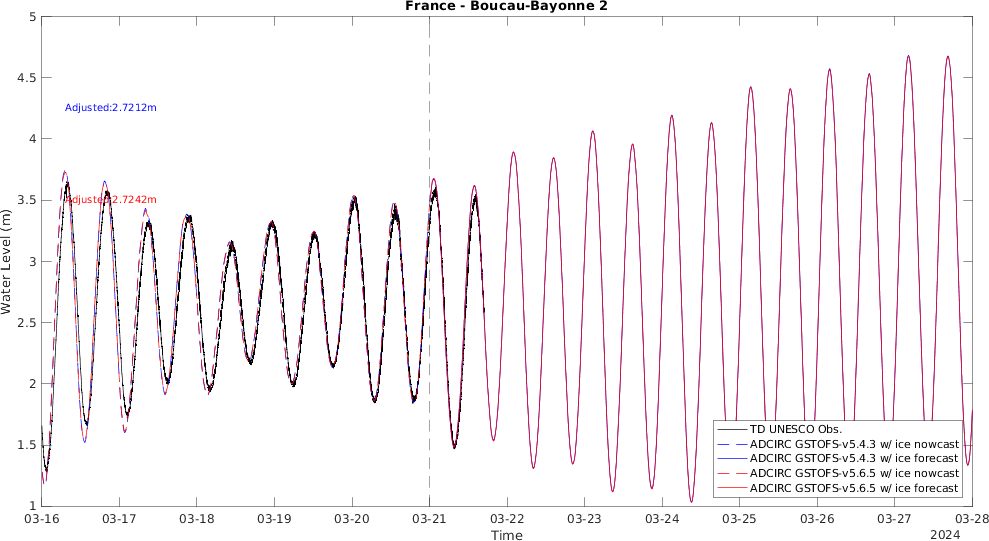 France - Boucau-Bayonne 2
5
4.5
4
3.5
3
2.5
2
1.5
1
Water Level (m)
Adjusted:2.7212m
Adjusted:2.7242m
TD UNESCO Obs.
ADCIRC GSTOFS-v5.4.3 w/ ice nowcast
ADCIRC GSTOFS-v5.4.3 w/ ice forecast
ADCIRC GSTOFS-v5.6.5 w/ ice nowcast
ADCIRC GSTOFS-v5.6.5 w/ ice forecast
03-16 03-17 03-18 03-19 03-20 03-21 03-22 03-23 03-24 03-25 03-26 03-27 03-28
Time
2024